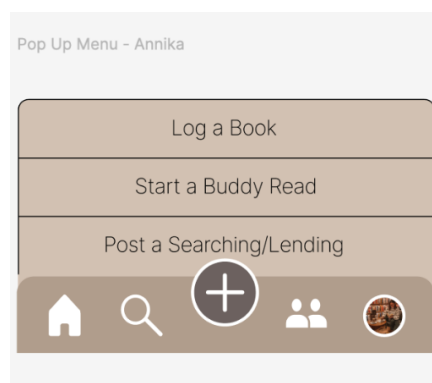 Pop Up Menu - Annika
Log a Book
Start a Buddy Read
Post a Searching/Lending